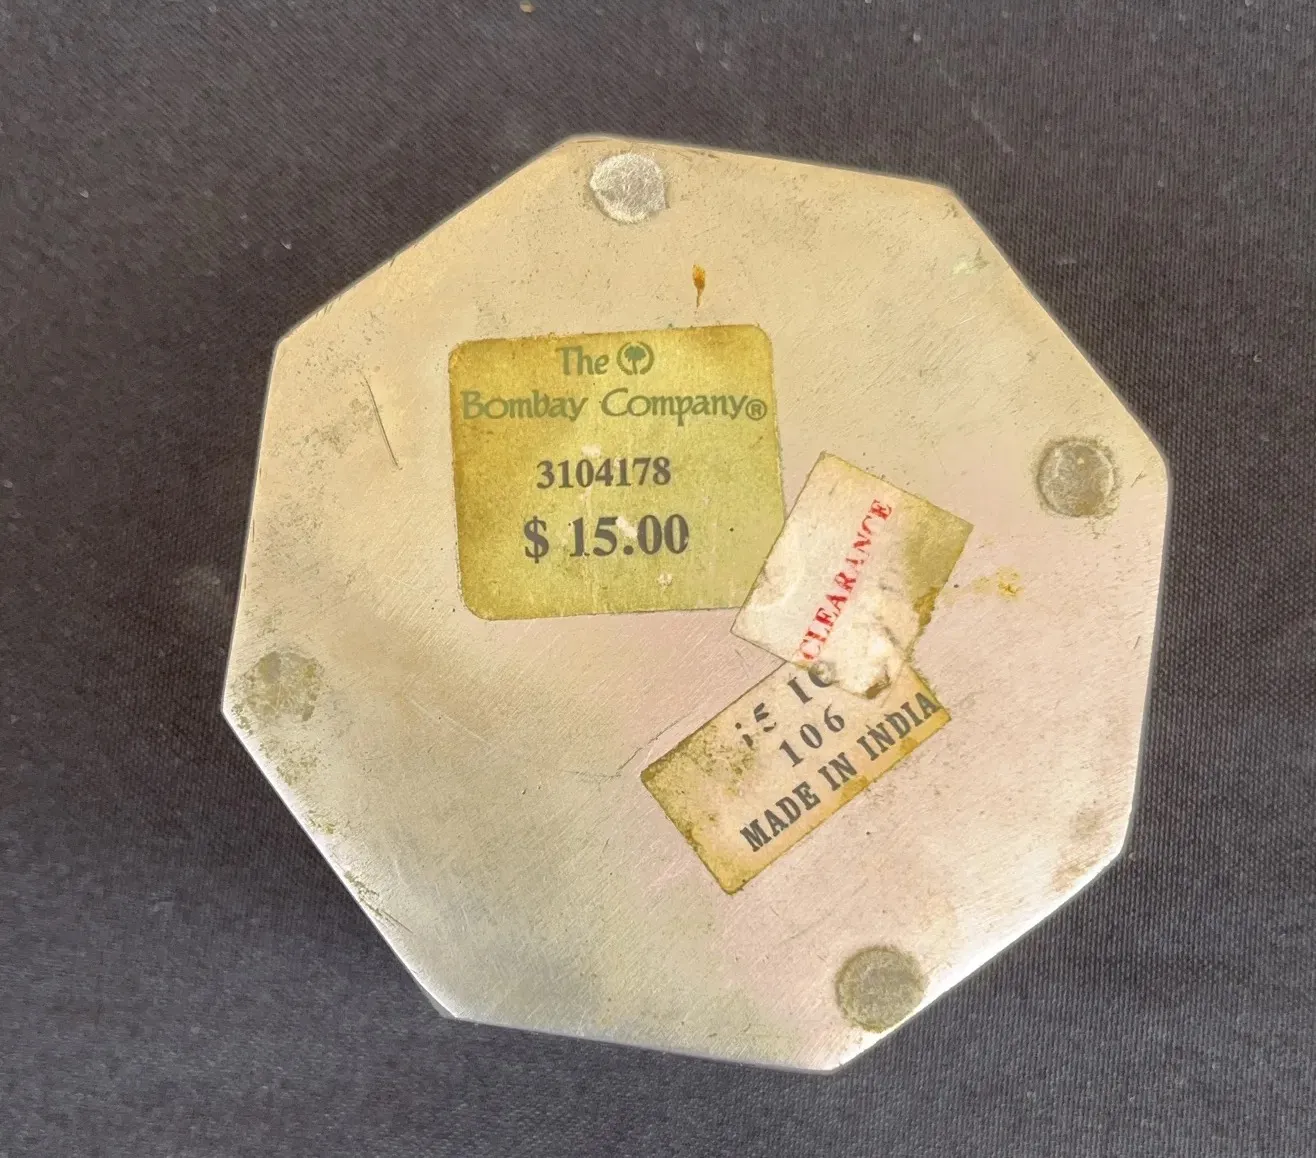 The
Bombay Company®
3104178
$ 15.00
CLEARANCE
106
MADE IN INDIA